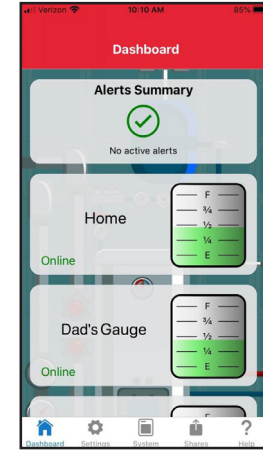 Verizon 10:10 AM 85%
Dashboard
Alerts Summary
No active alerts
Home
Online
F
¾
½
¼
E
Dad's Gauge
Online
F
¾
½
¼
E
F
Dashboard Settings System Shares Help